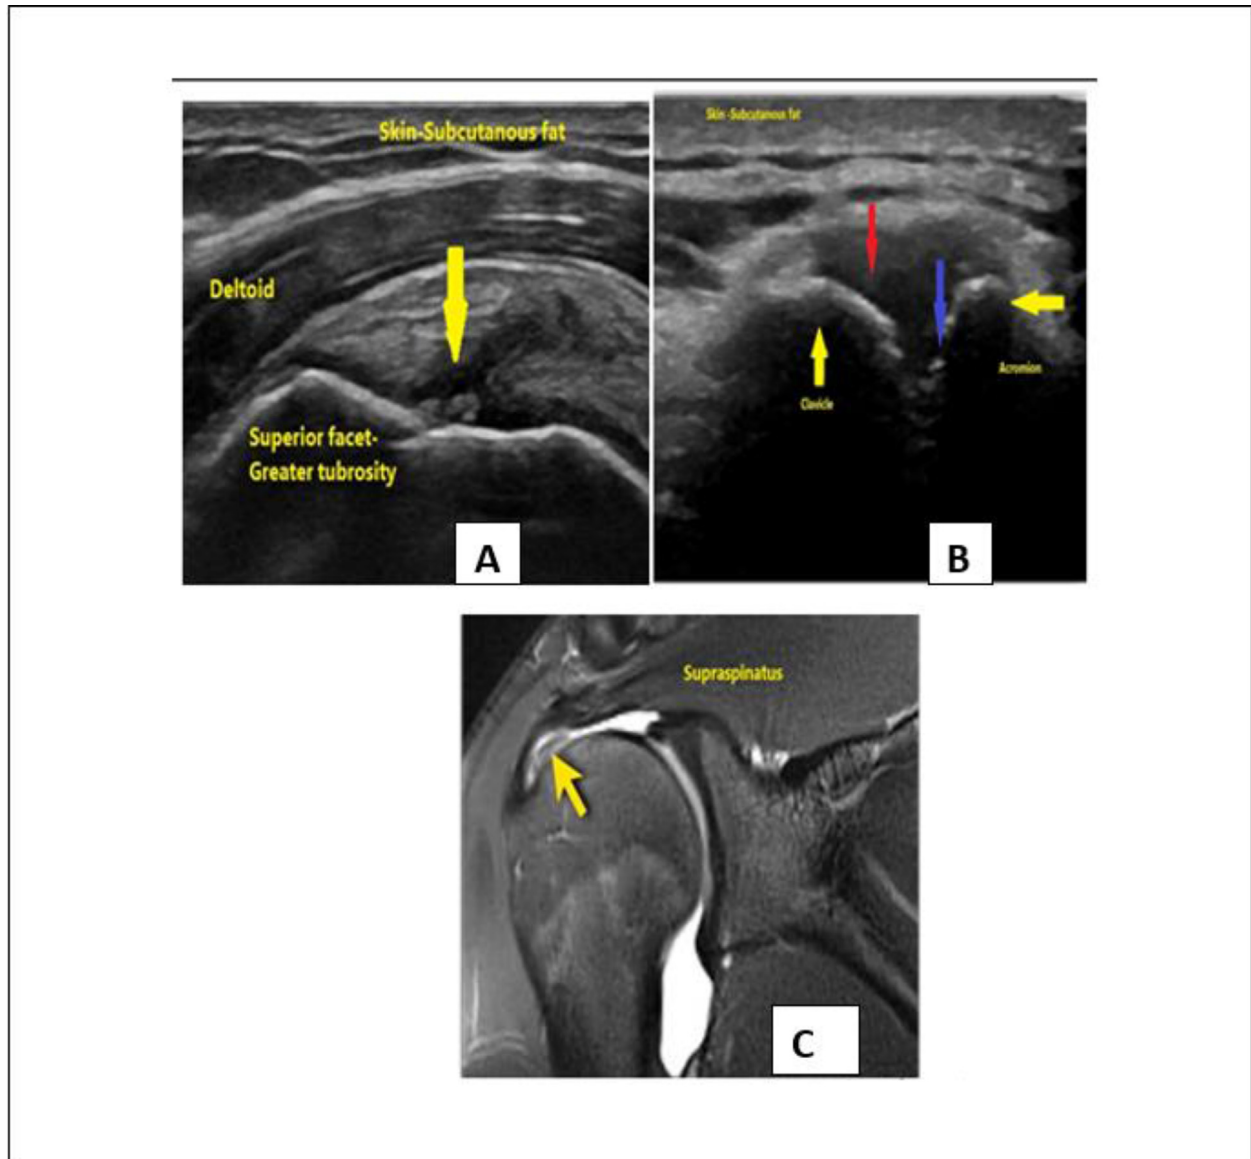 Skin-Subcutanous fat
Deltoid
Superior facet-
Greater tubrosity
A
Skin -Subcutanous fat
Clavicle
Acromion
B
Supraspinatus
C